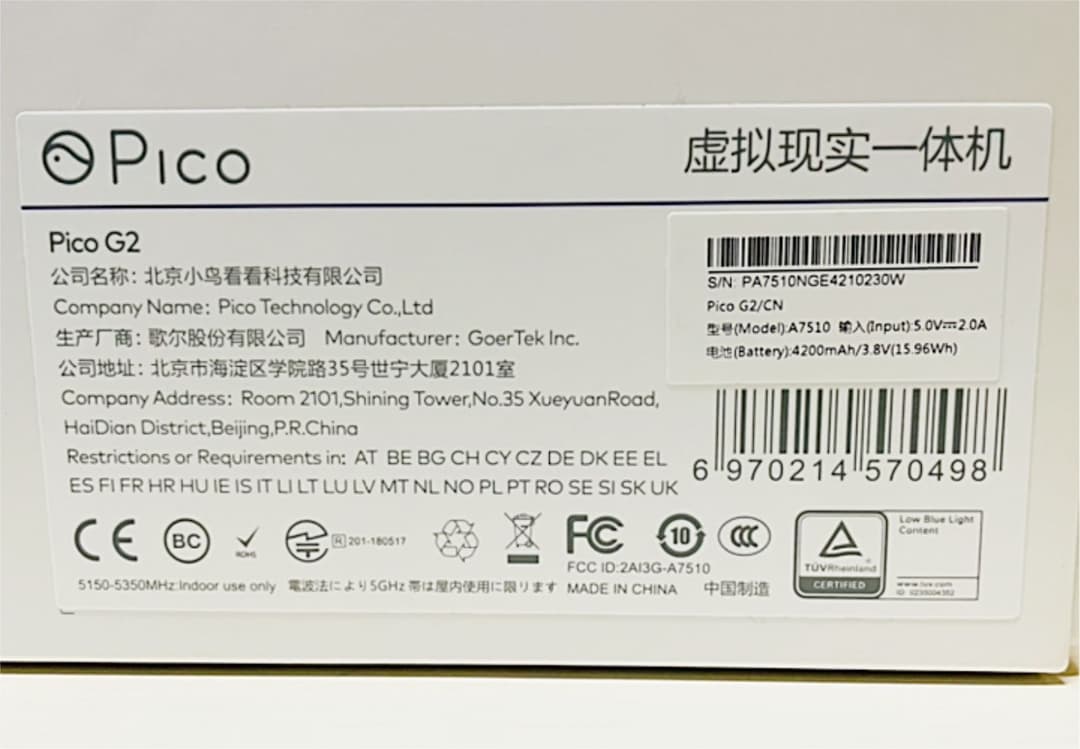 Pico
虚拟现实一体机
Pico G2
公司名称：北京小鸟看看科技有限公司
Company Name：Pico Technology Co.,Ltd
生产厂商：歌尔股份有限公司 Manufacturer：GoerTek Inc.
公司地址：北京市海淀区学院路35号世宁大厦2101室
Company Address：Room 2101,Shining Tower,No.35 XueyuanRoad,
HaiDian District,Beijing,P.R.China
Restrictions or Requirements in：AT BE BG CH CY CZ DE DK EE EL
ES FI FR HR HU IE IS IT LI LT LU LV MT NL NO PL PT RO SE SI SK UK
S/N: PA7510NGE4210230W
Pico G2/CN
型号(Model):A7510 输入(Input):5.0V⎓2.0A
电池(Battery):4200mAh/3.8V(15.96Wh)
6 970214 570498
CE BC ROHS R 201-180517 FC 10 CCC
FCC ID:2AI3G-A7510
5150-5350MHz:Indoor use only 電波法により5GHz 帯は屋内使用に限ります MADE IN CHINA 中国制造
TÜVRheinland
CERTIFIED
Low Blue Light
Content
www.tuv.com